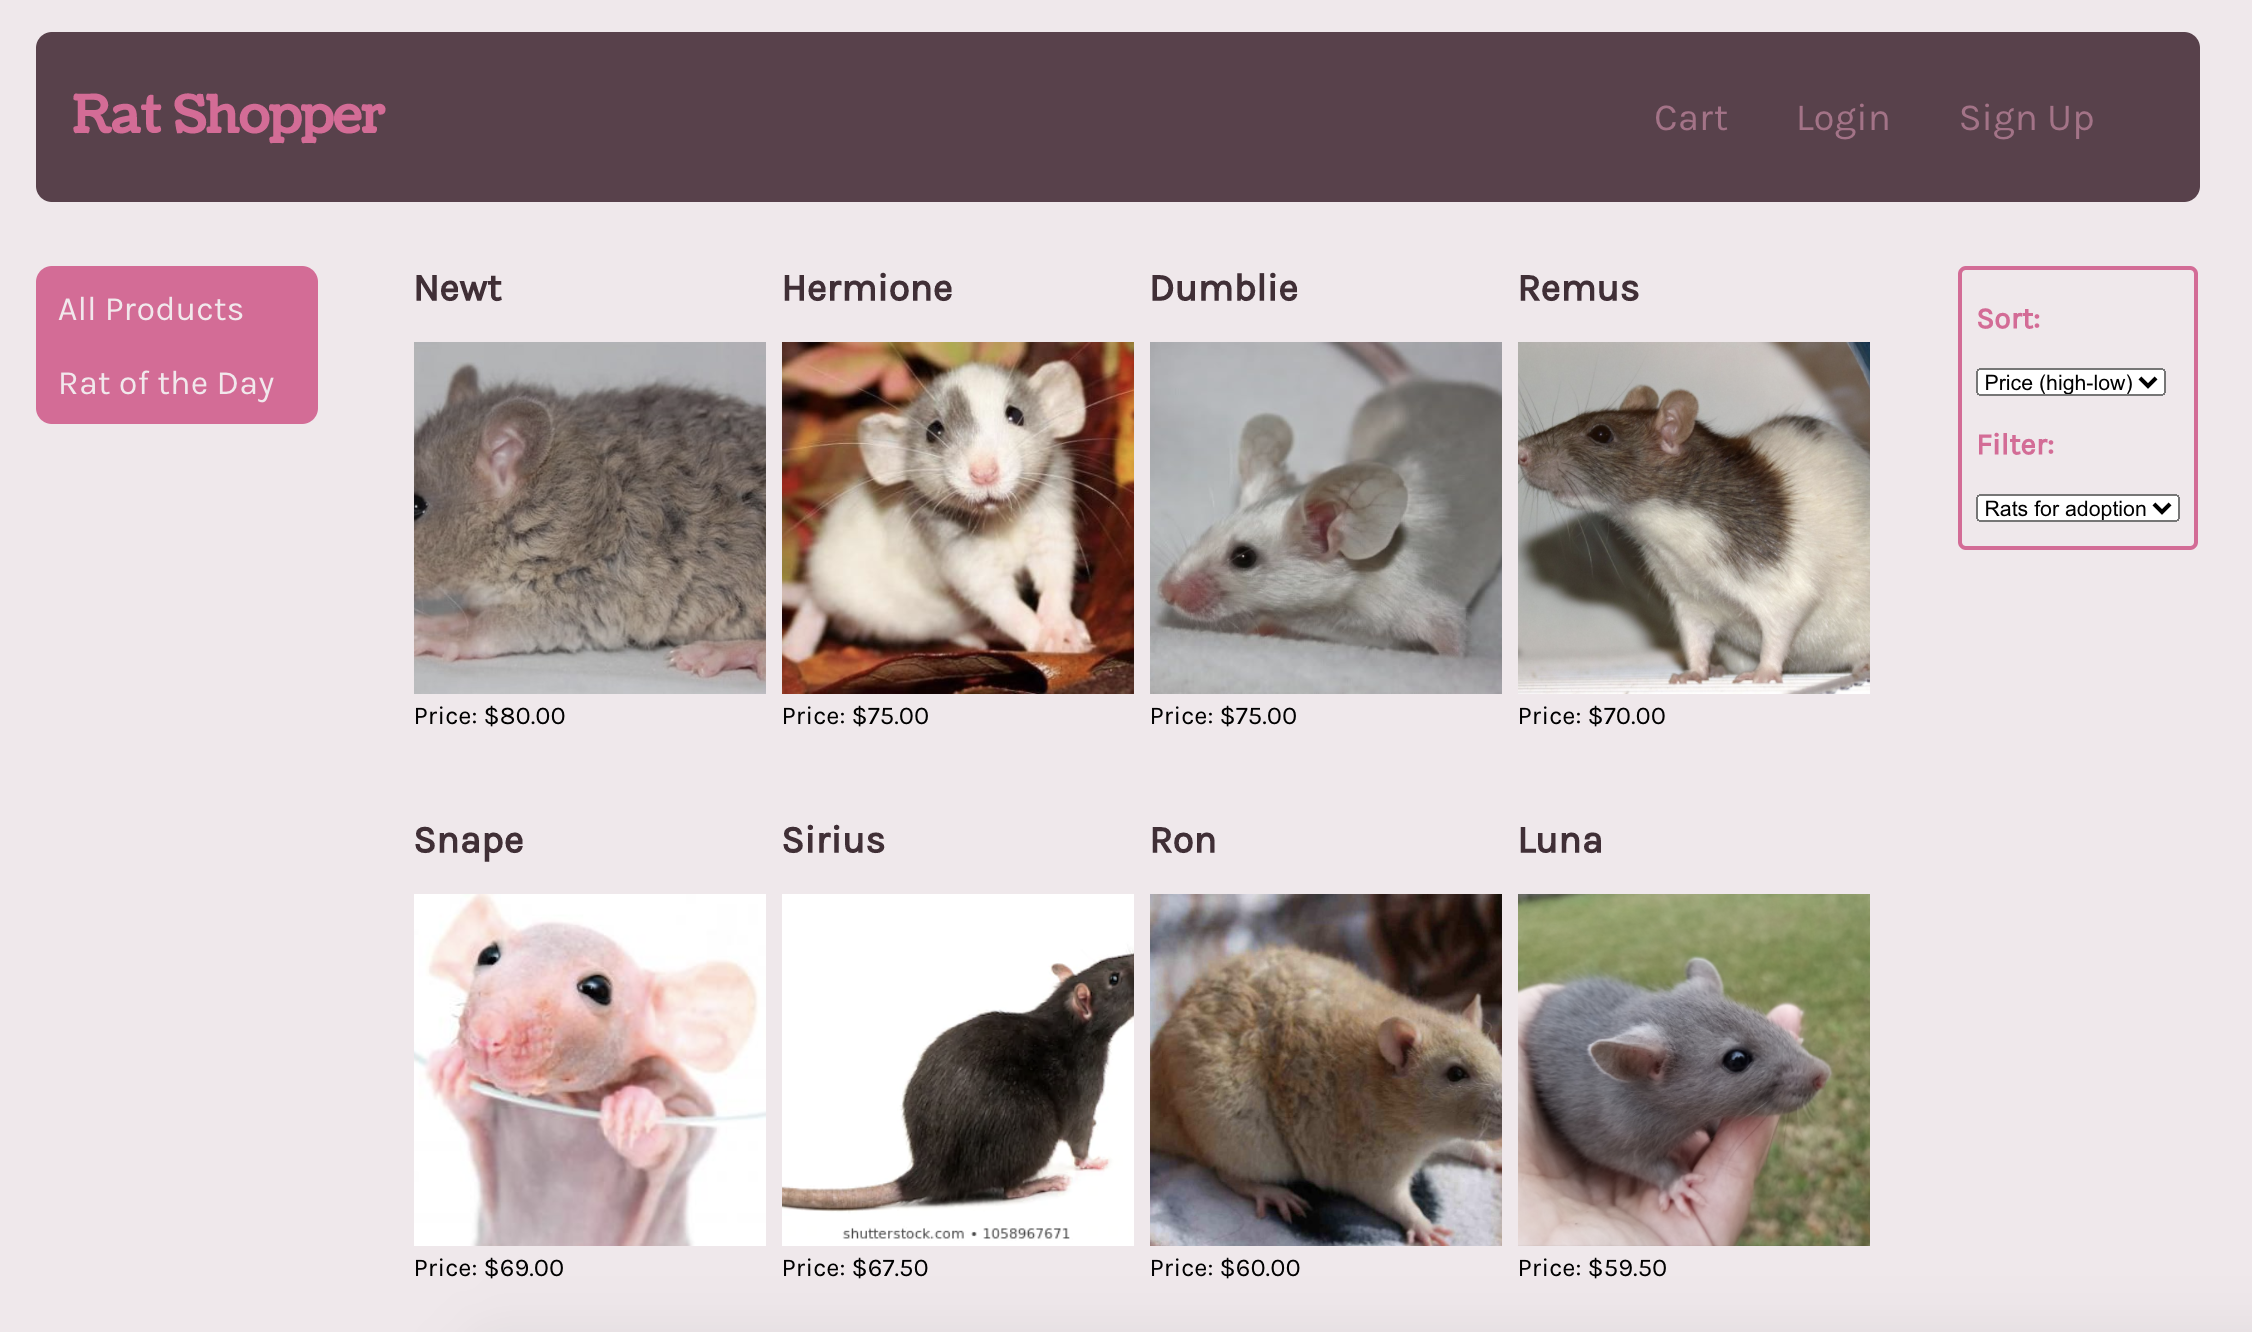 Rat Shopper
Cart Login Sign Up
All Products
Rat of the Day
Newt Hermione Dumblie Remus
Price: $80.00 Price: $75.00 Price: $75.00 Price: $70.00
Snape Sirius Ron Luna
shutterstock.com • 1058967671
Price: $69.00 Price: $67.50 Price: $60.00 Price: $59.50
Sort:
Price (high-low)
Filter:
Rats for adoption